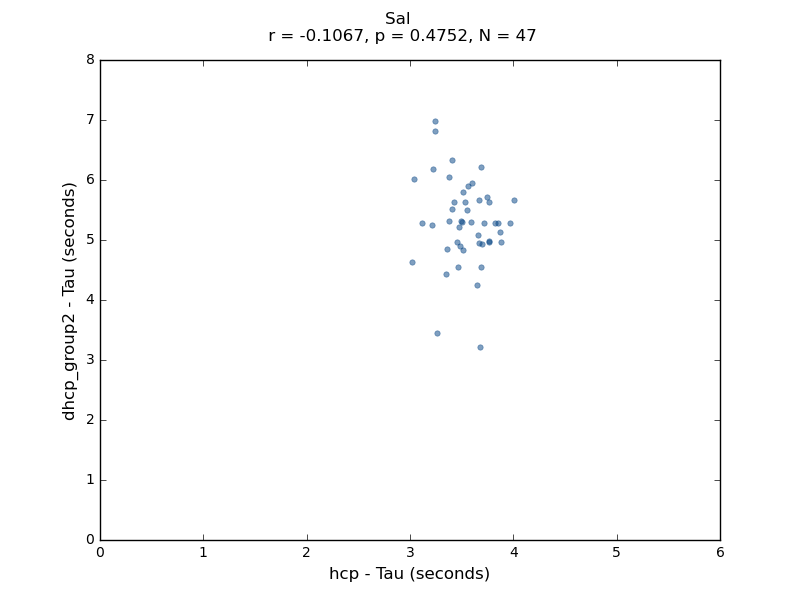 Sal
r = -0.1067, p = 0.4752, N = 47
8
7
6
5
4
3
2
1
0
dhcp_group2 - Tau (seconds)
0 1 2 3 4 5 6
hcp - Tau (seconds)